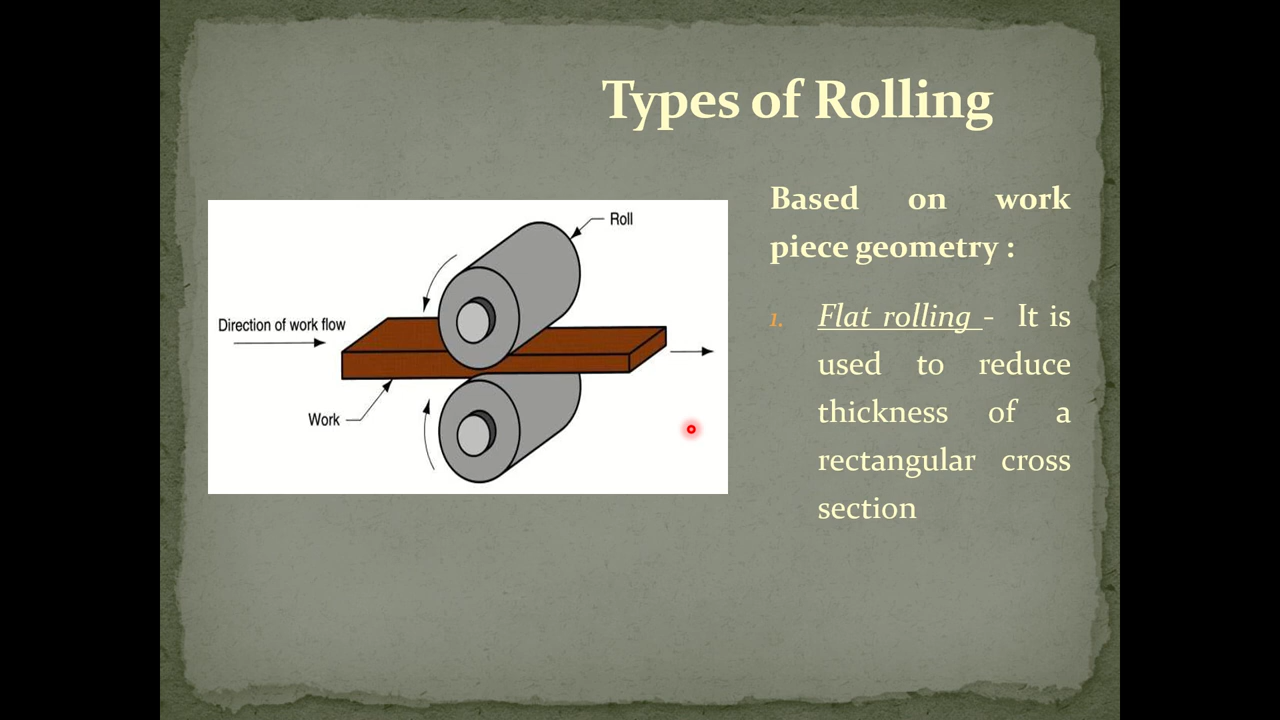 Types of Rolling
Roll
Direction of work flow
Work
Based on work
piece geometry :
1. Flat rolling - It is
used to reduce
thickness of a
rectangular cross
section